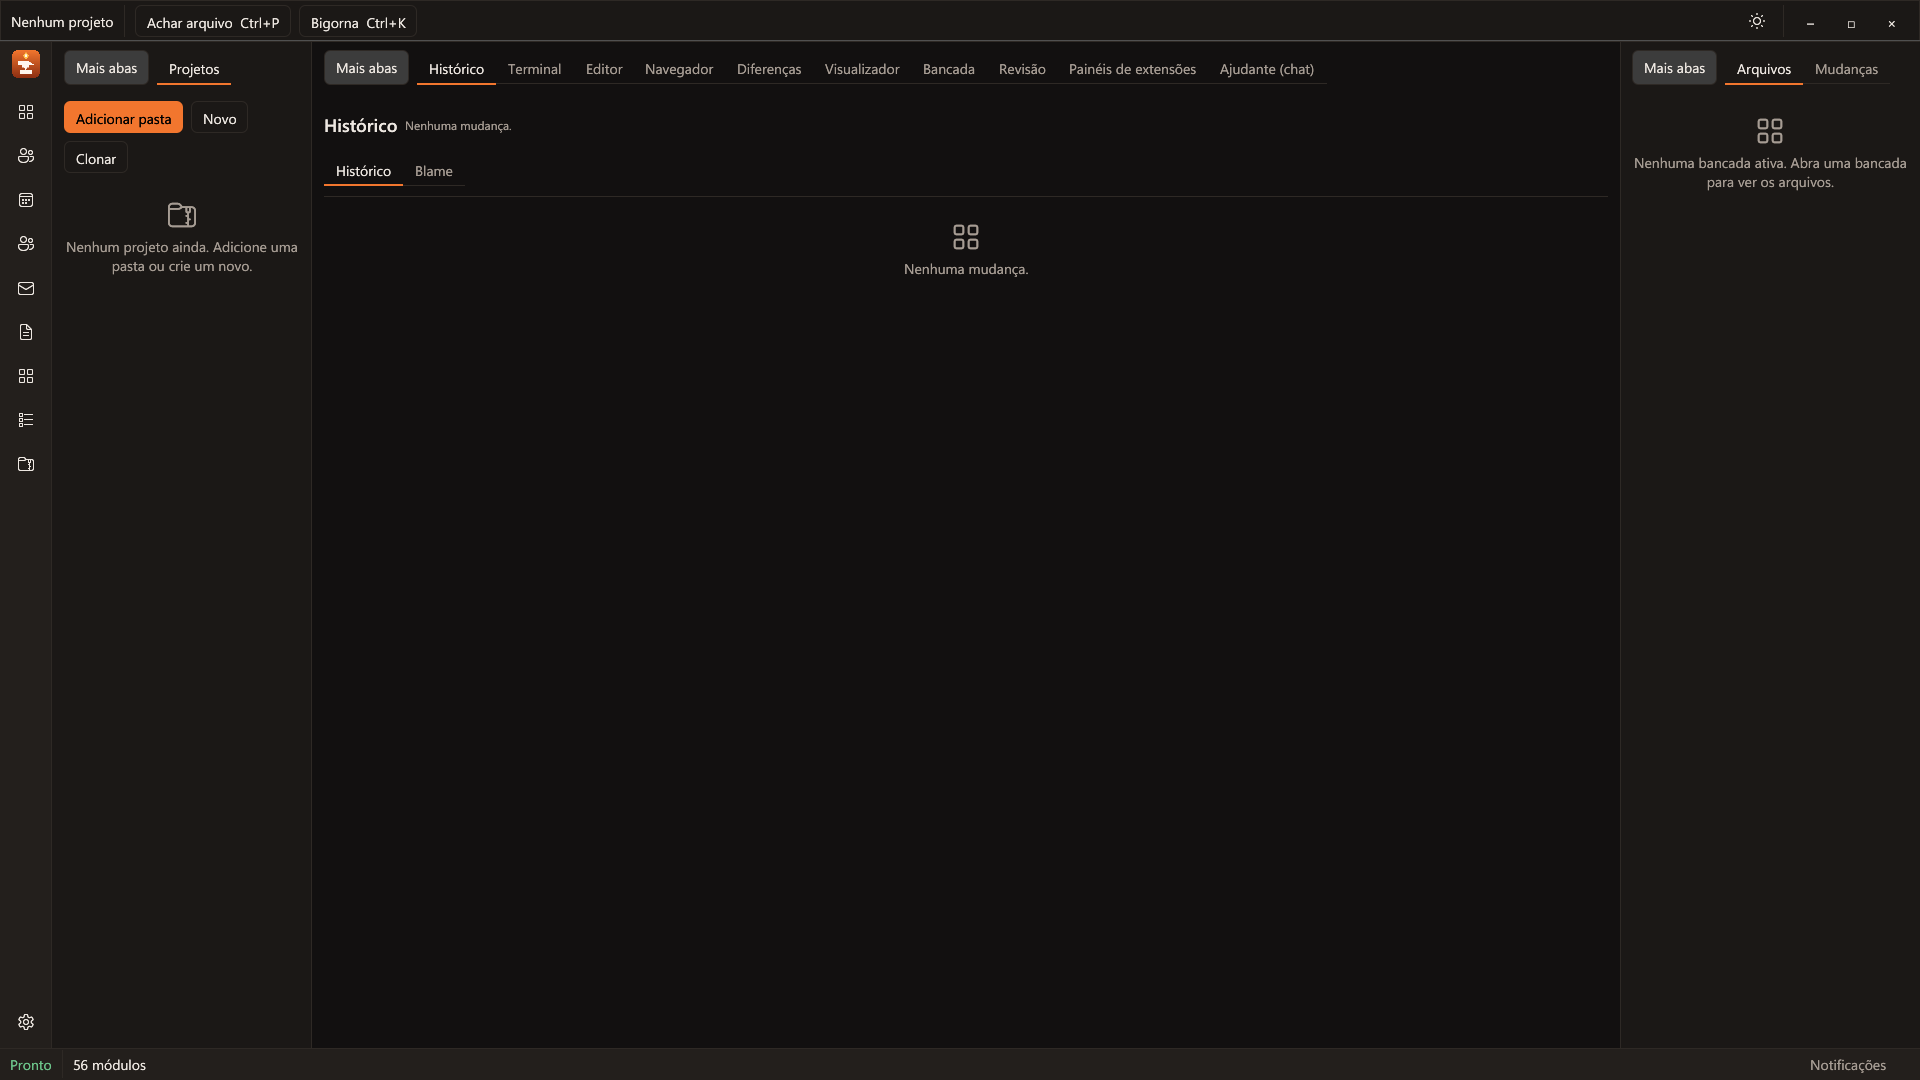 Nenhum projeto
Achar arquivo Ctrl+P
Bigorna Ctrl+K
Mais abas
Projetos
Adicionar pasta
Novo
Clonar
Nenhum projeto ainda. Adicione uma
pasta ou crie um novo.
Mais abas
Histórico
Terminal
Editor
Navegador
Diferenças
Visualizador
Bancada
Revisão
Painéis de extensões
Ajudante (chat)
Histórico Nenhuma mudança.
Histórico
Blame
Nenhuma mudança.
Mais abas
Arquivos
Mudanças
Nenhuma bancada ativa. Abra uma bancada
para ver os arquivos.
Pronto
56 módulos
Notificações